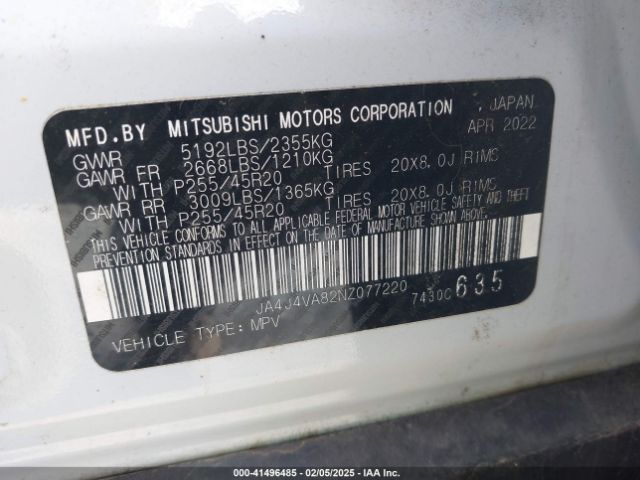 MFD.BY MITSUBISHI MOTORS CORPORATION , JAPAN
GVWR 5192LBS/2355KG APR 2022
GAWR FR 2668LBS/1210KG
WITH P255/45R20 TIRES 20X8.0J RIMS
GAWR RR 3009LBS/1365KG
WITH P255/45R20 TIRES 20X8.0J RIMS
THIS VEHICLE CONFORMS TO ALL APPLICABLE FEDERAL MOTOR VEHICLE SAFETY AND THEFT
PREVENTION STANDARDS IN EFFECT ON THE DATE OF MANUFACTURE SHOWN ABOVE.
JA4J4VA82NZ077220 7430C 635
VEHICLE TYPE: MPV
000-41496485 - 02/05/2025 - IAA Inc.